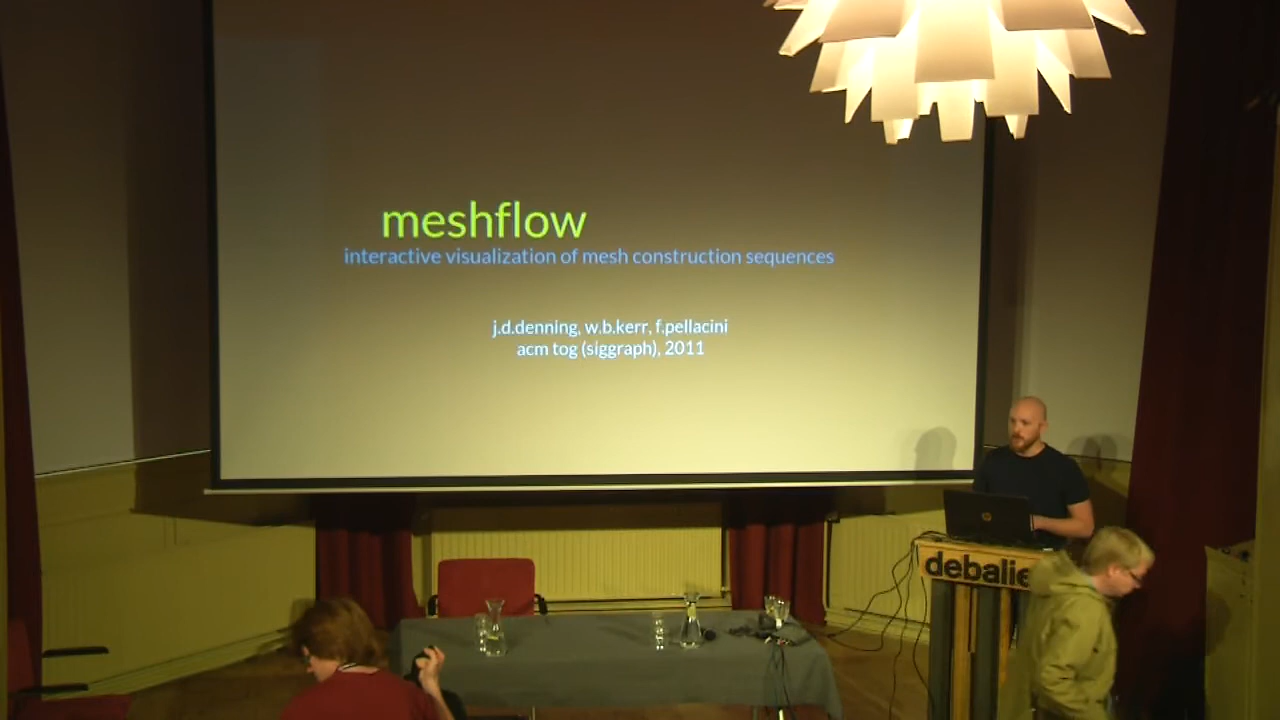 meshflow
interactive visualization of mesh construction sequences
j.d.denning, w.b.kerr, f.pellacini
acm tog (siggraph), 2011
debalie